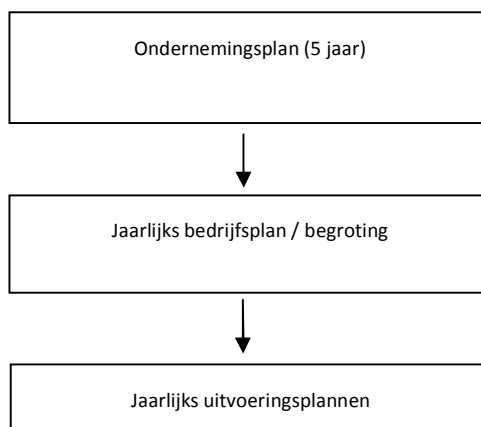 Ondernemingsplan (5 jaar)
Jaarlijks bedrijfsplan / begroting
Jaarlijks uitvoeringsplannen